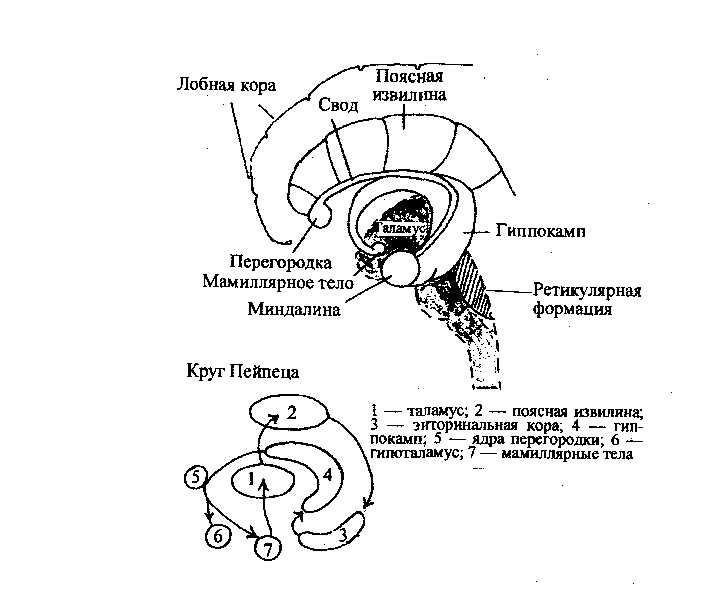 Лобная кора
Поясная
извилина
Свод
Таламус
Гиппокамп
Перегородка
Мамиллярное тело
Миндалина
Ретикулярная
формация
Круг Пейпеца
1 — таламус; 2 — поясная извилина;
3 — энторинальная кора; 4 — гип-
покамп; 5 — ядра перегородки; 6 —
гипоталамус; 7 — мамиллярные тела
2
1
4
5
6
7
3